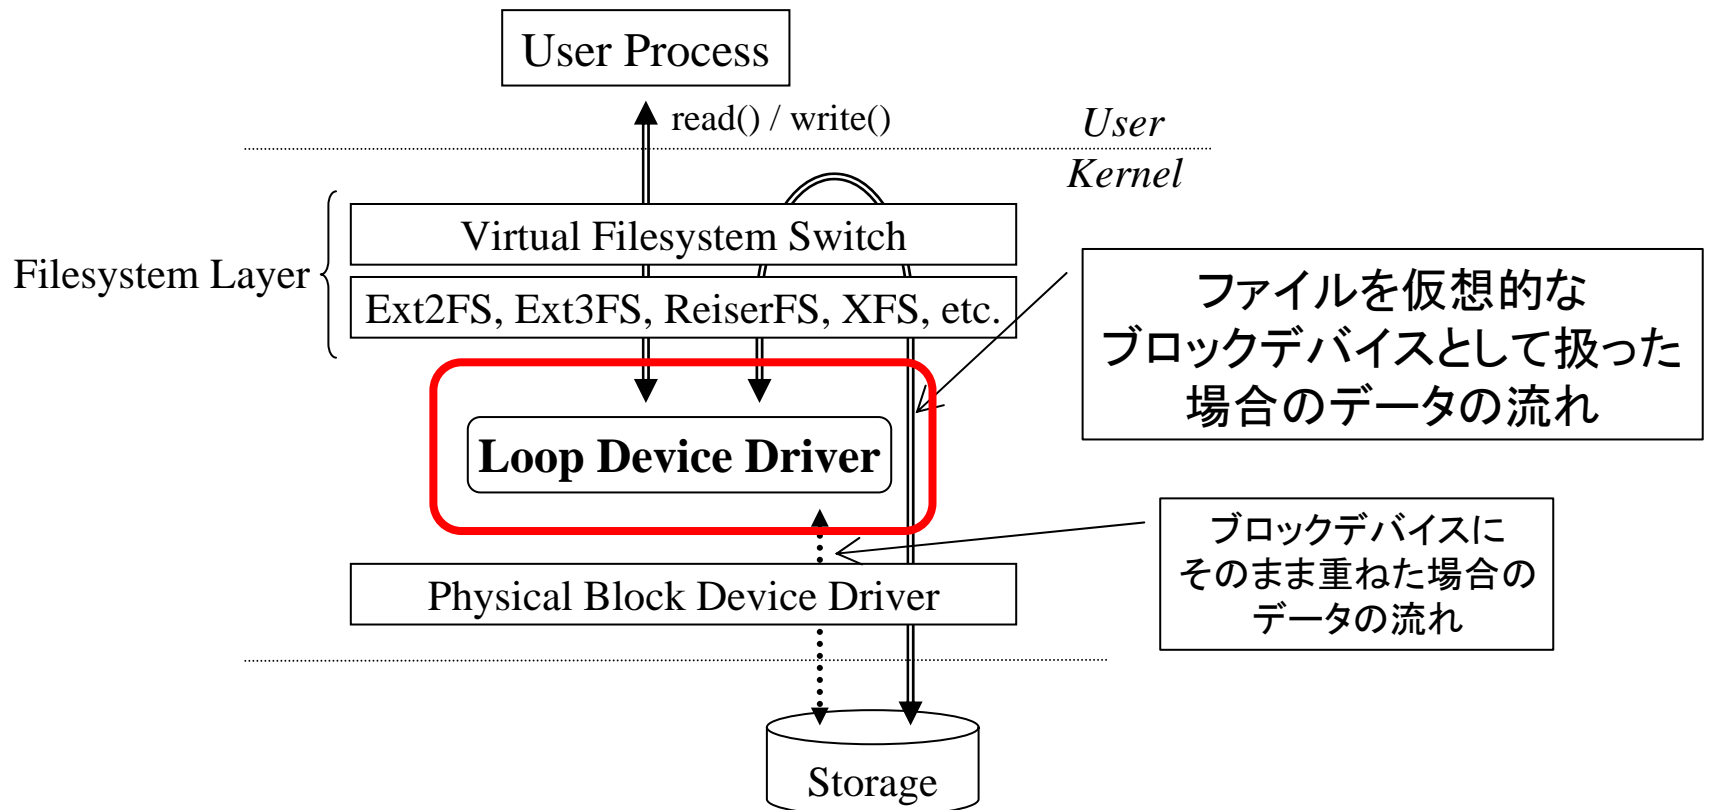 User Process
read() / write()
User
Kernel
Virtual Filesystem Switch
Filesystem Layer
Ext2FS, Ext3FS, ReiserFS, XFS, etc.
ファイルを仮想的な
ブロックデバイスとして扱った
場合のデータの流れ
Loop Device Driver
ブロックデバイスに
そのまま重ねた場合の
データの流れ
Physical Block Device Driver
Storage